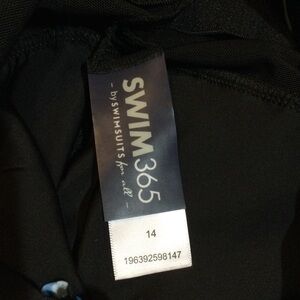 SWIM365
- by SWIMSUITS for all -
14
196392598147